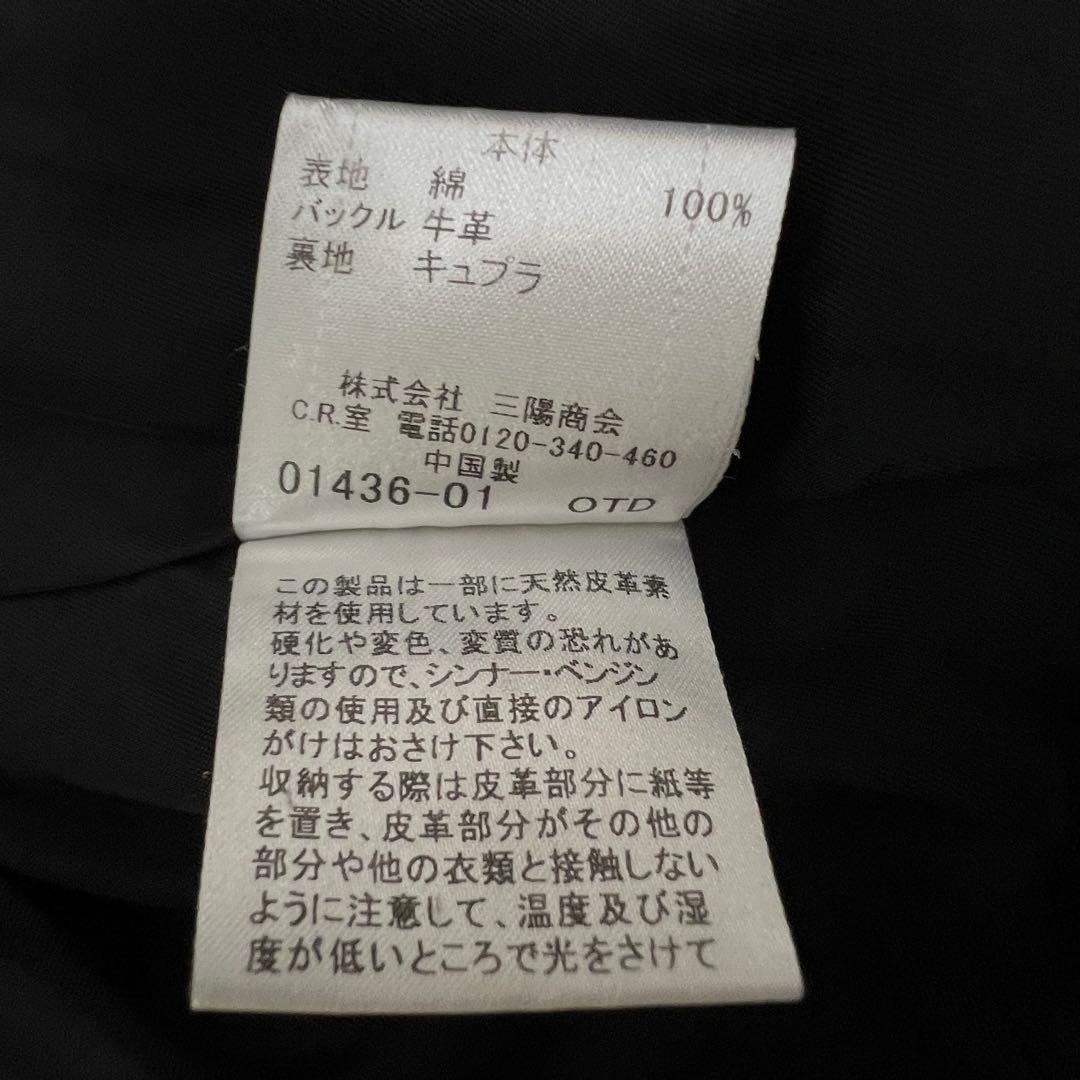 本体
表地 綿 100%
バックル 牛革
裏地 キュプラ
株式会社 三陽商会
C.R.室 電話0120-340-460
中国製
01436-01 OTD
この製品は一部に天然皮革素
材を使用しています。
硬化や変色、変質の恐れがあ
りますので、シンナー・ベンジン
類の使用及び直接のアイロン
がけはおさけ下さい。
収納する際は皮革部分に紙等
を置き、皮革部分がその他の
部分や他の衣類と接触しない
ように注意して、温度及び湿
度が低いところで光をさけて